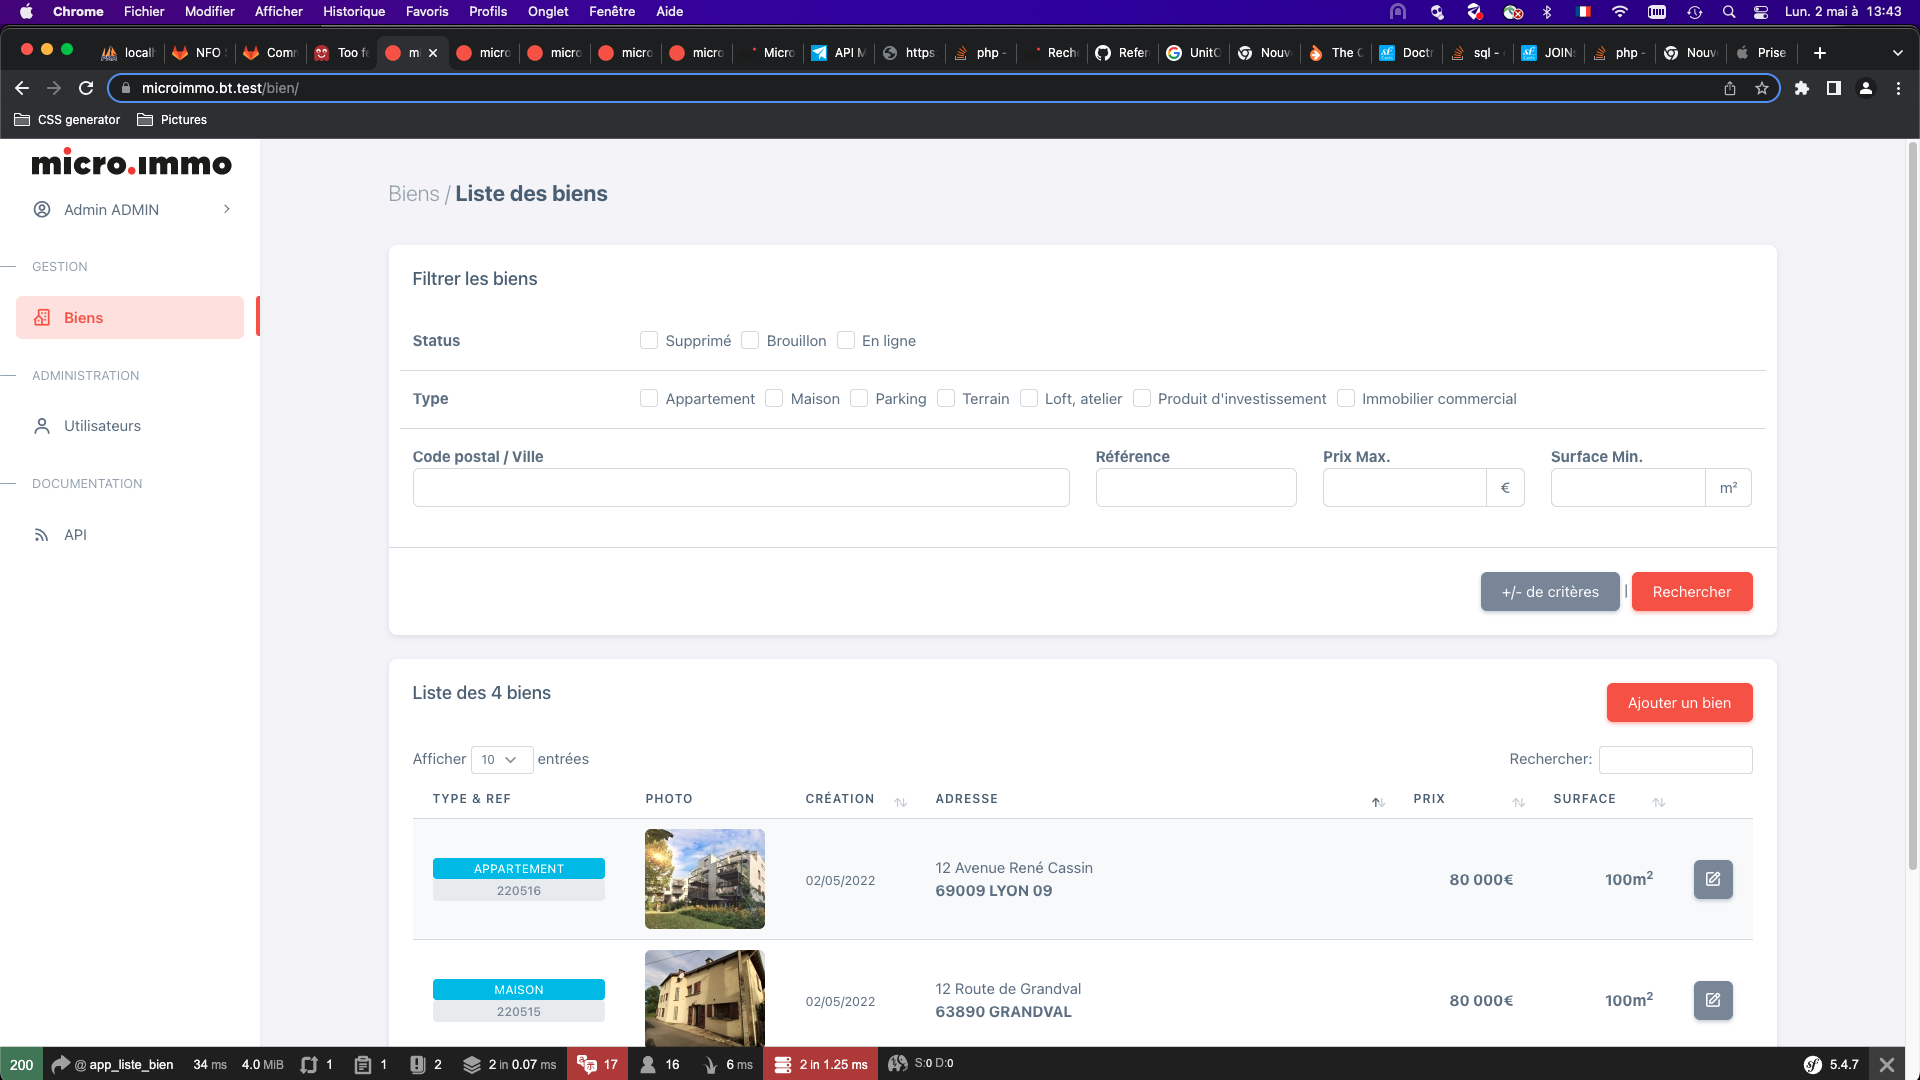 Chrome Fichier Modifier Afficher Historique Favoris Profils Onglet Fenêtre Aide Lun. 2 mai à 13:43
localh NFO Comm Too fe mi micro micro micro micro Micro API M https. php - Reche Refer UnitO Nouv The C Doctr sql - JOINs php - Nouv Prise
microimmo.bt.test/bien/
CSS generator Pictures
micro.immo
Admin ADMIN
GESTION
Biens
ADMINISTRATION
Utilisateurs
DOCUMENTATION
API
Biens / Liste des biens
Filtrer les biens
Status Supprimé Brouillon En ligne
Type Appartement Maison Parking Terrain Loft, atelier Produit d'investissement Immobilier commercial
Code postal / Ville Référence Prix Max. Surface Min.
€ m²
+/- de critères | Rechercher
Liste des 4 biens
Ajouter un bien
Afficher 10 entrées Rechercher:
TYPE & REF PHOTO CRÉATION ADRESSE PRIX SURFACE
APPARTEMENT
220516
02/05/2022
12 Avenue René Cassin
69009 LYON 09
80 000€ 100m²
MAISON
220515
02/05/2022
12 Route de Grandval
63890 GRANDVAL
80 000€ 100m²
200 @ app_liste_bien 34 ms 4.0 MiB 1 1 2 2 in 0.07 ms 17 16 6 ms 2 in 1.25 ms S:0 D:0 5.4.7